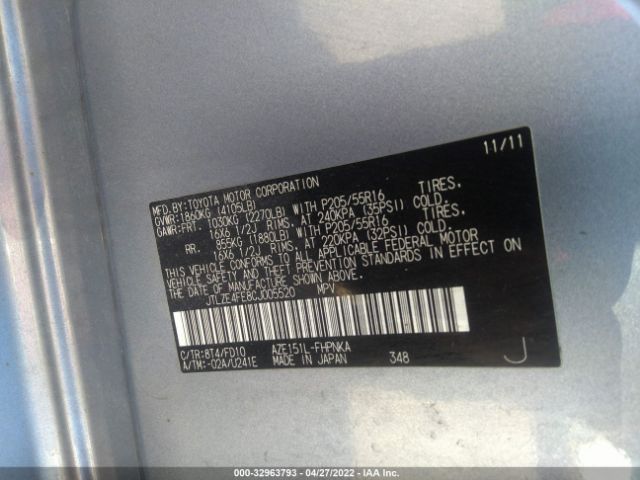 11/11
MFD.BY:TOYOTA MOTOR CORPORATION
GVWR:1860KG (4105LB)
GAWR:FRT. 1030KG (2270LB) WITH P205/55R16 TIRES.
16X6 1/2J RIMS. AT 240KPA (35PSI) COLD.
RR. 855KG (1880LB) WITH P205/55R16 TIRES.
16X6 1/2J RIMS. AT 220KPA (32PSI) COLD.
THIS VEHICLE CONFORMS TO ALL APPLICABLE FEDERAL MOTOR
VEHICLE SAFETY AND THEFT PREVENTION STANDARDS IN EFFECT ON
THE DATE OF MANUFACTURE SHOWN ABOVE.
JTLZE4FE8CJ005520 MPV
C/TR:8T4/FD10 AZE151L-FHPNKA
A/TM:-02A/U241E MADE IN JAPAN 348 J
000-32963793 - 04/27/2022 - IAA Inc.